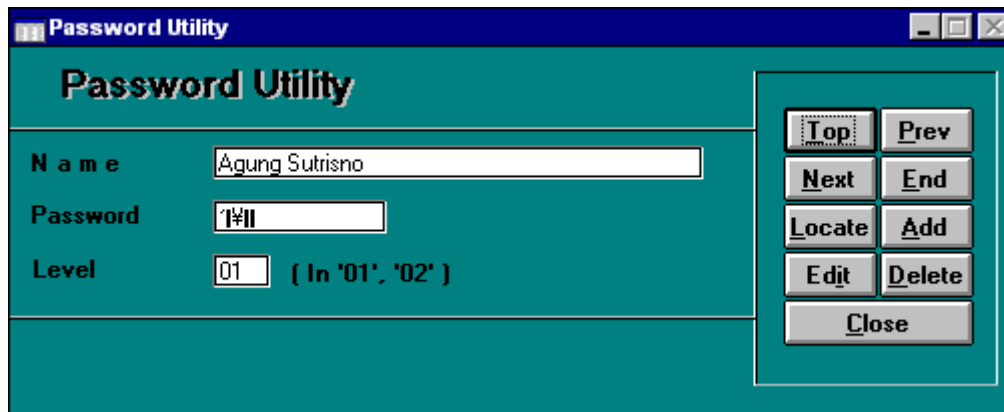 Password Utility
Password Utility
Name Agung Sutrisno
Password
Level 01 ( In '01', '02' )
Top Prev
Next End
Locate Add
Edit Delete
Close